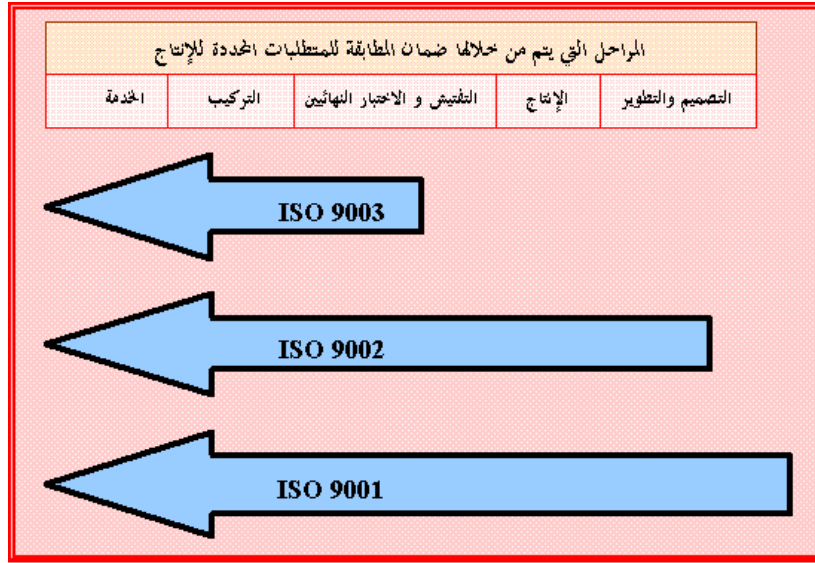 المراحل التي يتم من خلالها ضمان المطابقة للمتطلبات المحددة للإنتاج
التصميم والتطوير الإنتاج التفتيش و الاختبار النهائيين التركيب الخدمة
ISO 9003
ISO 9002
ISO 9001